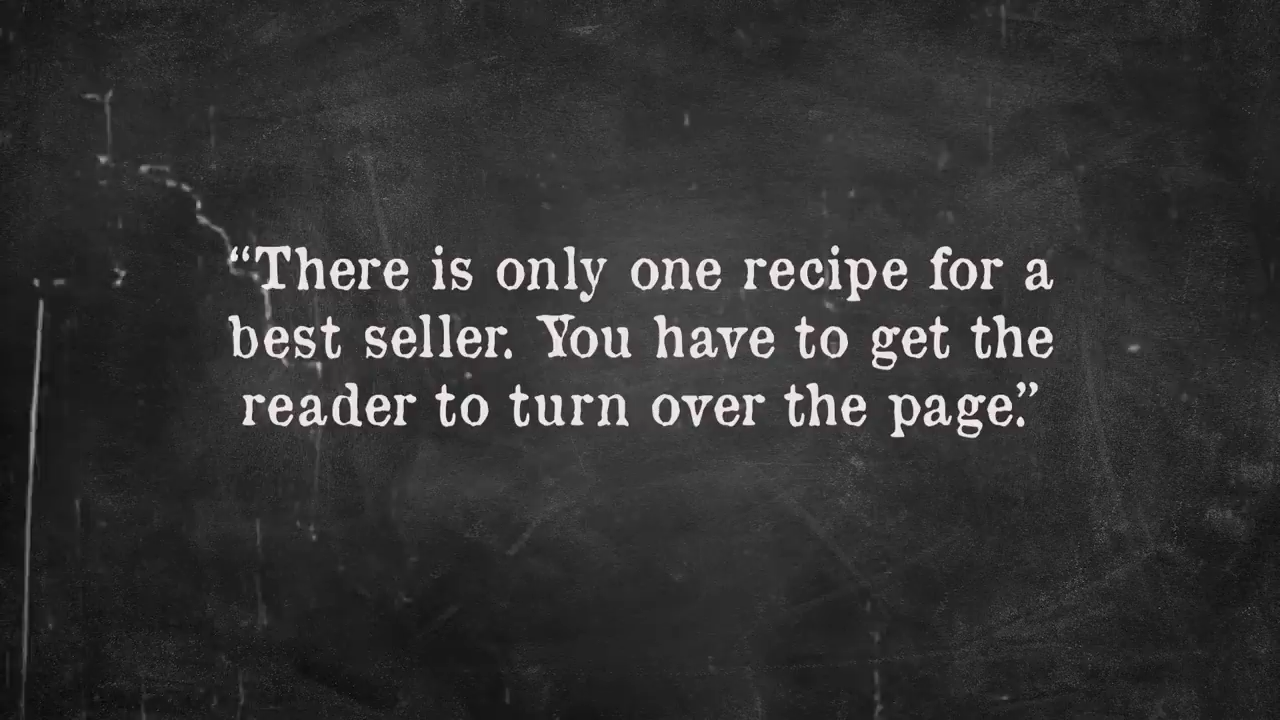 “There is only one recipe for a
best seller. You have to get the
reader to turn over the page.”